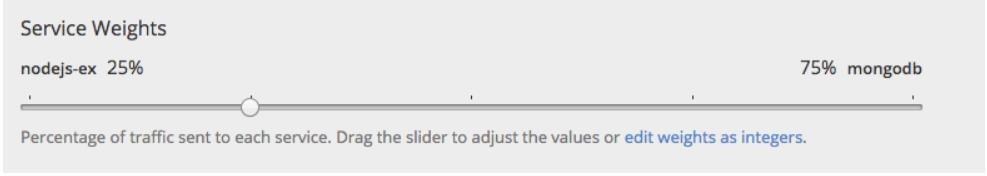 Service Weights
nodejs-ex 25% 75% mongodb
Percentage of traffic sent to each service. Drag the slider to adjust the values or edit weights as integers.